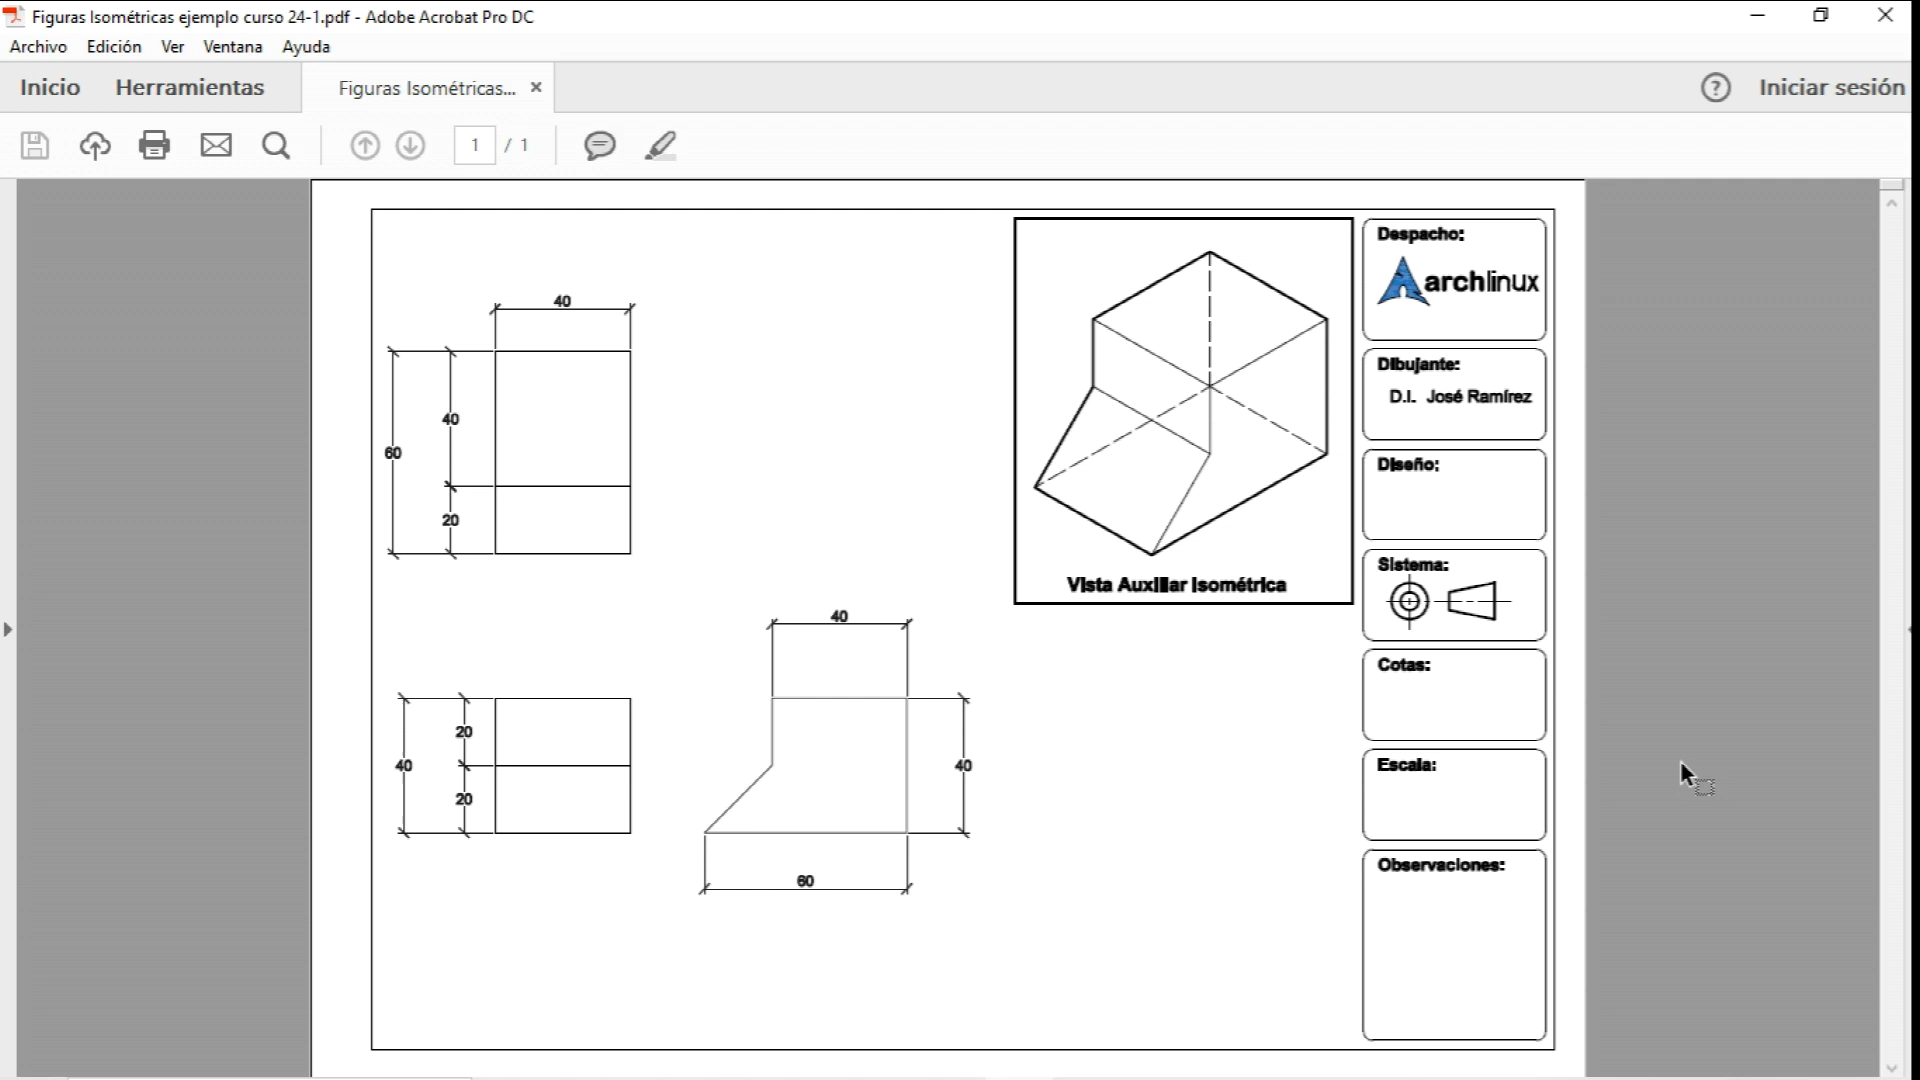 Figuras Isométricas ejemplo curso 24-1.pdf - Adobe Acrobat Pro DC
Archivo Edición Ver Ventana Ayuda
Inicio Herramientas Figuras Isométricas... × ? Iniciar sesión
1 / 1
40
60
40
20
Vista Auxiliar Isométrica
40
40
20
20
40
60
Despacho:
archlinux
Dibujante:
D.I. José Ramírez
Diseño:
Sistema:
Cotas:
Escala:
Observaciones: